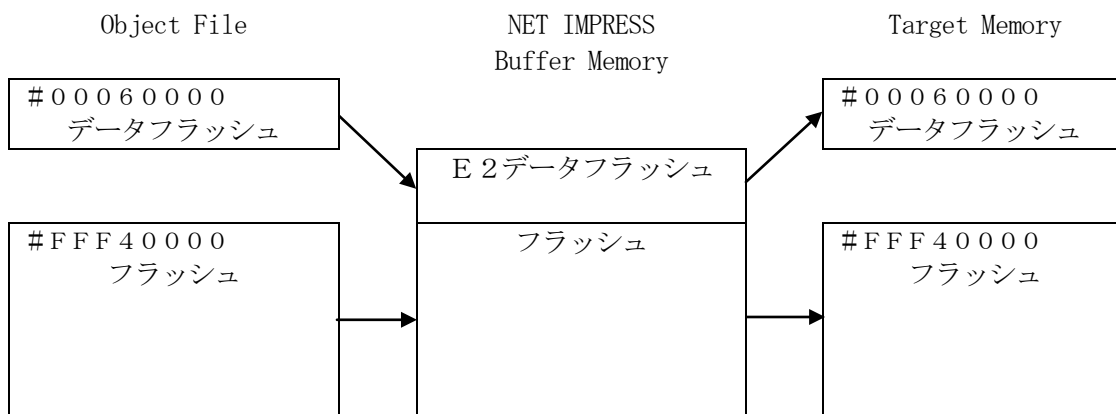 Object File
NET IMPRESS
Buffer Memory
Target Memory
#00060000
データフラッシュ
E2データフラッシュ
#00060000
データフラッシュ
#FFF40000
フラッシュ
フラッシュ
#FFF40000
フラッシュ